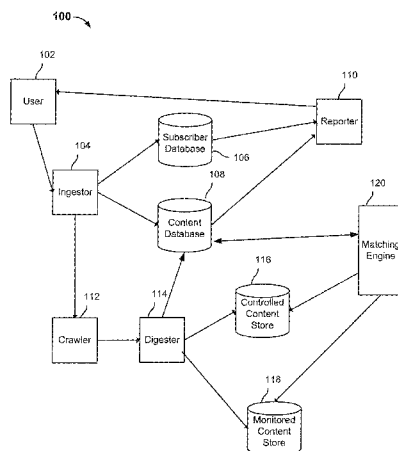 100
102
User
110
Reporter
Subscriber
Database
106
104
Ingestor
108
Content
Database
120
Matching
Engine
116
Controlled
Content
Store
112
Crawler
114
Digester
118
Monitored
Content
Store